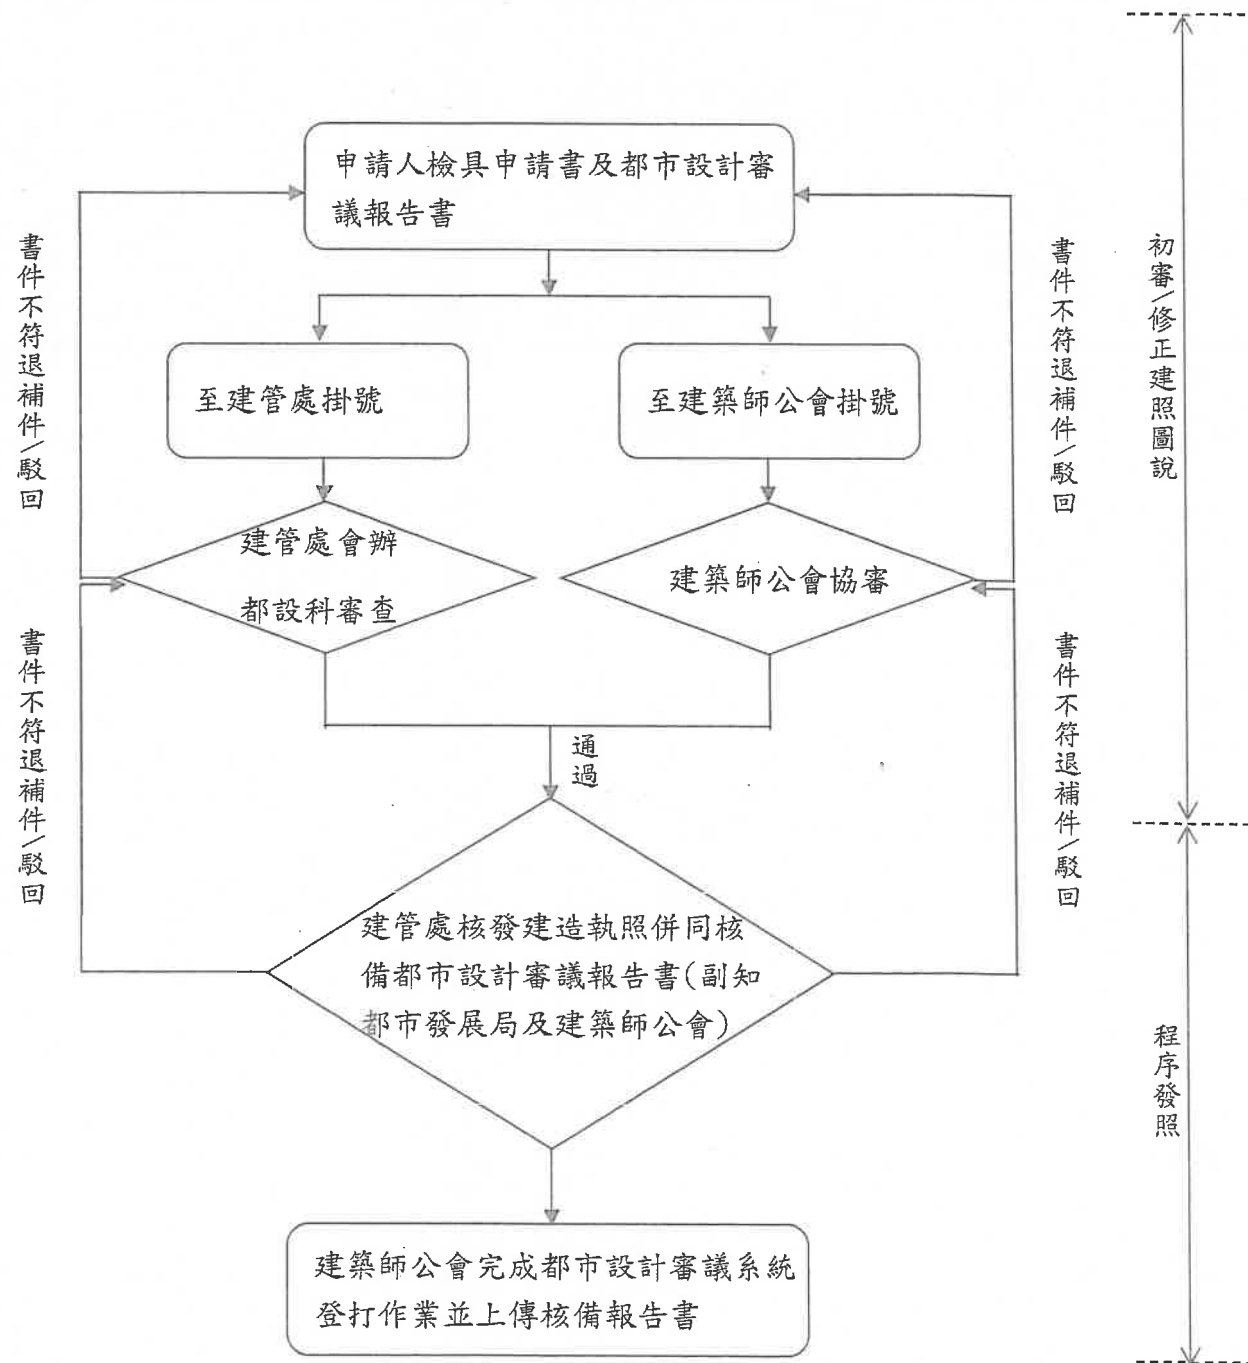 申請人檢具申請書及都市設計審
議報告書
書件不符退補件/駁回
書件不符退補件/駁回
初審/修正建照圖說
至建管處掛號
至建築師公會掛號
建管處會辦
都設科審查
建築師公會協審
書件不符退補件/駁回
書件不符退補件/駁回
通過
建管處核發建造執照併同核
備都市設計審議報告書(副知
都市發展局及建築師公會)
程序發照
建築師公會完成都市設計審議系統
登打作業並上傳核備報告書